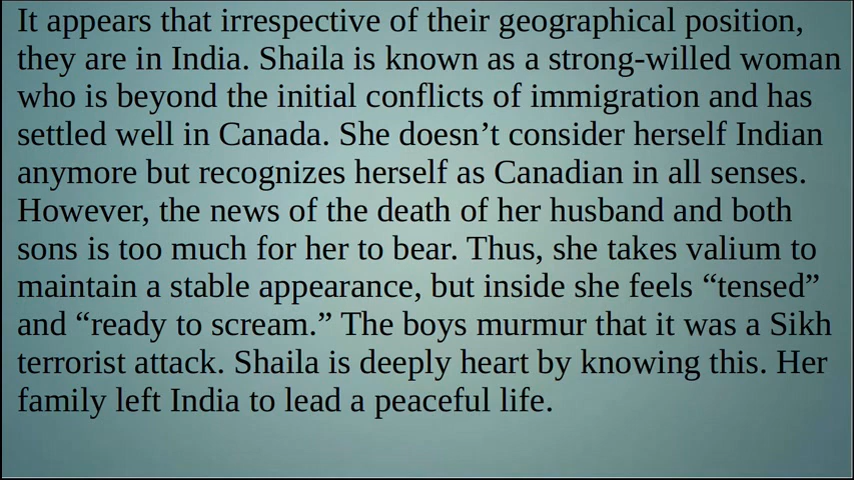 It appears that irrespective of their geographical position,
they are in India. Shaila is known as a strong-willed woman
who is beyond the initial conflicts of immigration and has
settled well in Canada. She doesn’t consider herself Indian
anymore but recognizes herself as Canadian in all senses.
However, the news of the death of her husband and both
sons is too much for her to bear. Thus, she takes valium to
maintain a stable appearance, but inside she feels “tensed”
and “ready to scream.” The boys murmur that it was a Sikh
terrorist attack. Shaila is deeply heart by knowing this. Her
family left India to lead a peaceful life.